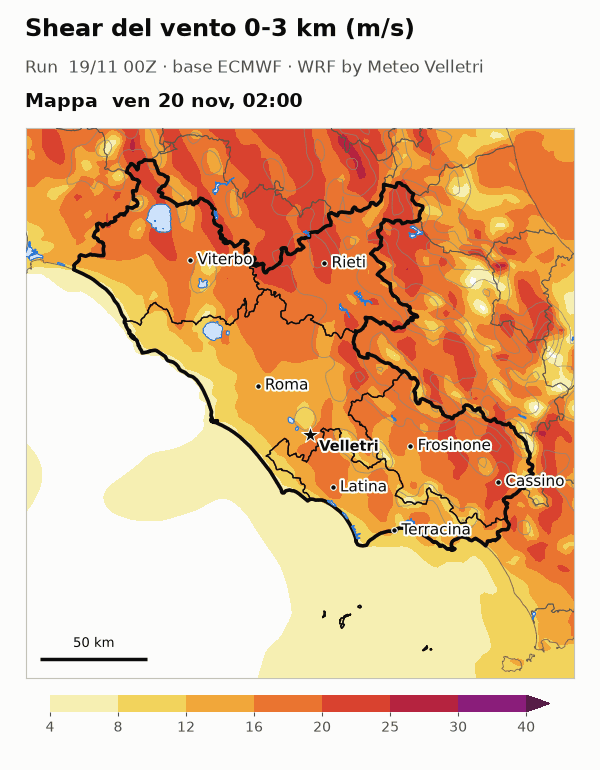 Shear del vento 0-3 km (m/s)
Run 19/11 00Z · base ECMWF · WRF by Meteo Velletri
Mappa ven 20 nov, 02:00
Viterbo
Rieti
Roma
Velletri
Frosinone
Cassino
Latina
Terracina
50 km
4 8 12 16 20 25 30 40